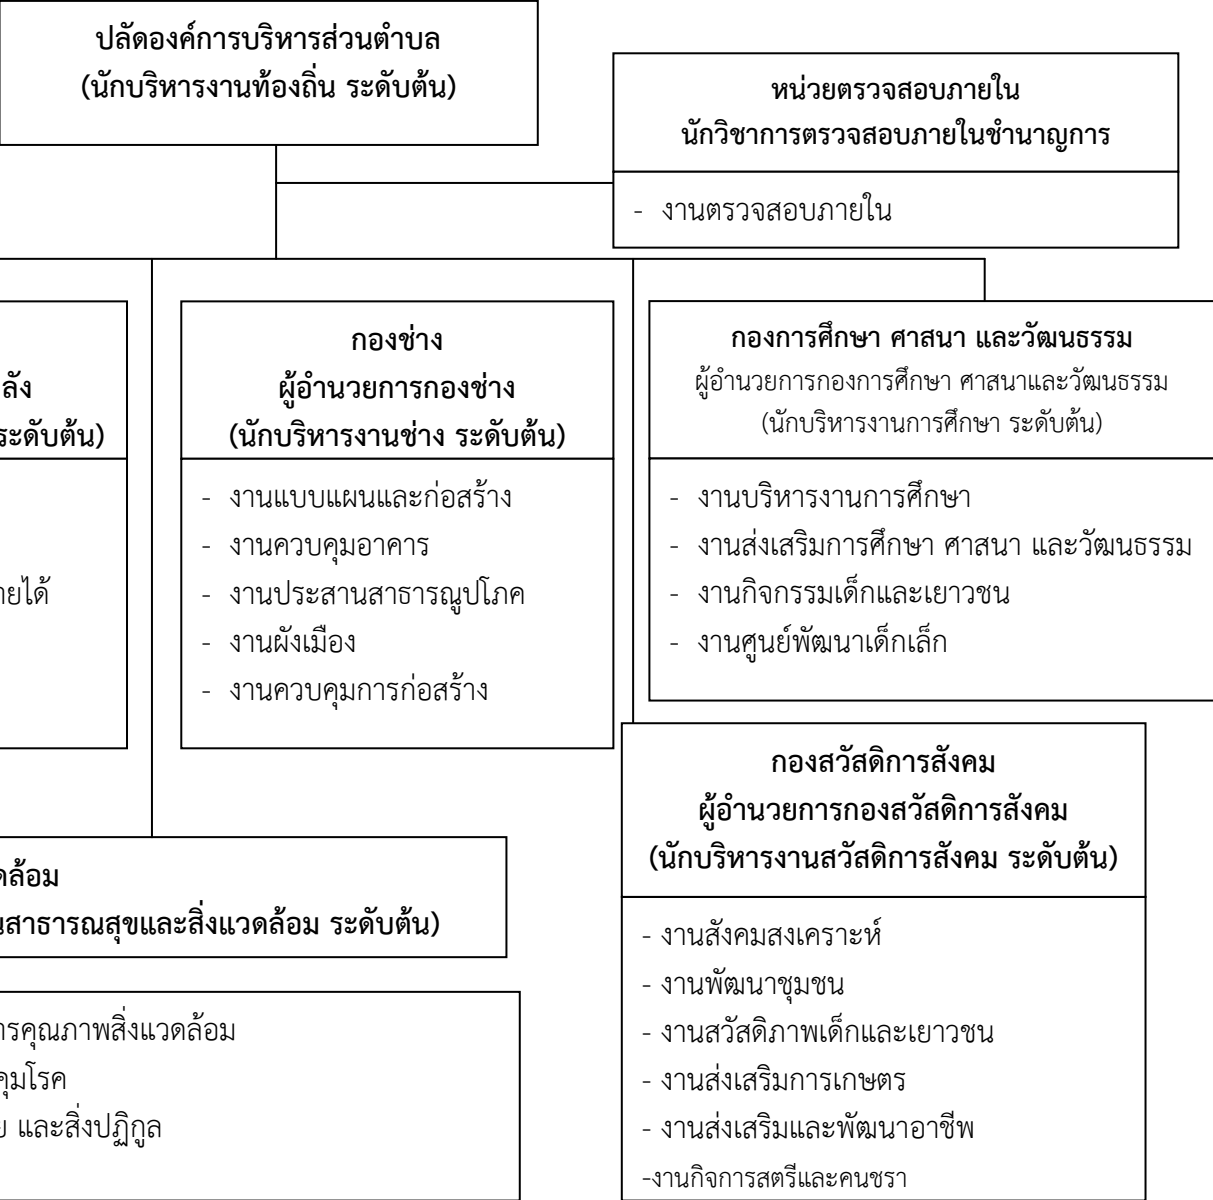 ปลัดองค์การบริหารส่วนตำบล
(นักบริหารงานท้องถิ่น ระดับต้น)
หน่วยตรวจสอบภายใน
นักวิชาการตรวจสอบภายในชำนาญการ
- งานตรวจสอบภายใน
ลัง
ระดับต้น)
ายได้
กองช่าง
ผู้อำนวยการกองช่าง
(นักบริหารงานช่าง ระดับต้น)
- งานแบบแผนและก่อสร้าง
- งานควบคุมอาคาร
- งานประสานสาธารณูปโภค
- งานผังเมือง
- งานควบคุมการก่อสร้าง
กองการศึกษา ศาสนา และวัฒนธรรม
ผู้อำนวยการกองการศึกษา ศาสนาและวัฒนธรรม
(นักบริหารงานการศึกษา ระดับต้น)
- งานบริหารงานการศึกษา
- งานส่งเสริมการศึกษา ศาสนา และวัฒนธรรม
- งานกิจกรรมเด็กและเยาวชน
- งานศูนย์พัฒนาเด็กเล็ก
ดล้อม
นสาธารณสุขและสิ่งแวดล้อม ระดับต้น)
ารคุณภาพสิ่งแวดล้อม
คุมโรค
ย และสิ่งปฏิกูล
กองสวัสดิการสังคม
ผู้อำนวยการกองสวัสดิการสังคม
(นักบริหารงานสวัสดิการสังคม ระดับต้น)
- งานสังคมสงเคราะห์
- งานพัฒนาชุมชน
- งานสวัสดิภาพเด็กและเยาวชน
- งานส่งเสริมการเกษตร
- งานส่งเสริมและพัฒนาอาชีพ
-งานกิจการสตรีและคนชรา